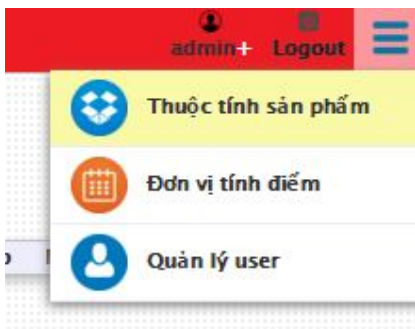 admin+ Logout
Thuộc tính sản phẩm
Đơn vị tính điểm
Quản lý user